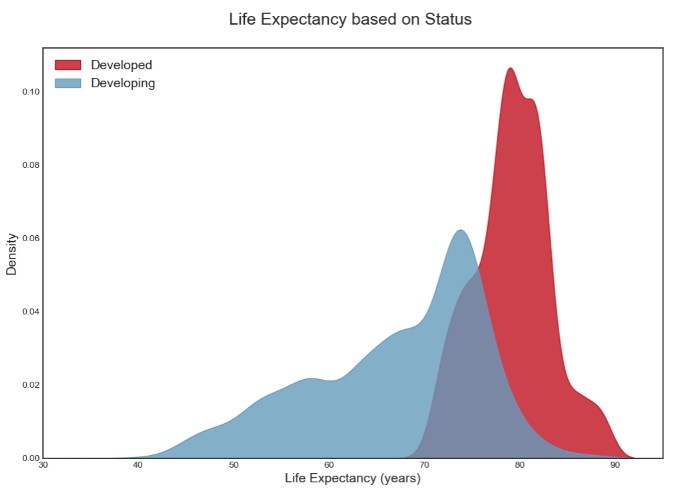 Life Expectancy based on Status
Developed
Developing
0.10
0.08
0.06
0.04
0.02
0.00
Density
30 40 50 60 70 80 90
Life Expectancy (years)